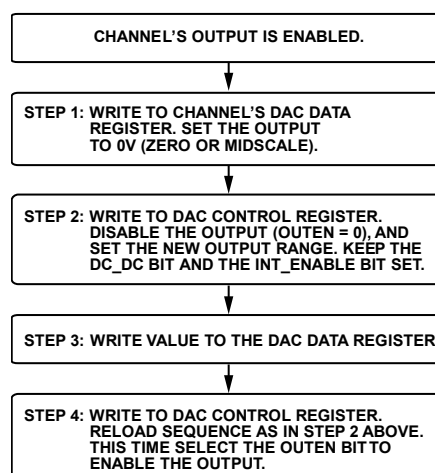 CHANNEL'S OUTPUT IS ENABLED.
STEP 1: WRITE TO CHANNEL'S DAC DATA
REGISTER. SET THE OUTPUT
TO 0V (ZERO OR MIDSCALE).
STEP 2: WRITE TO DAC CONTROL REGISTER.
DISABLE THE OUTPUT (OUTEN = 0), AND
SET THE NEW OUTPUT RANGE. KEEP THE
DC_DC BIT AND THE INT_ENABLE BIT SET.
STEP 3: WRITE VALUE TO THE DAC DATA REGISTER
STEP 4: WRITE TO DAC CONTROL REGISTER.
RELOAD SEQUENCE AS IN STEP 2 ABOVE.
THIS TIME SELECT THE OUTEN BIT TO
ENABLE THE OUTPUT.